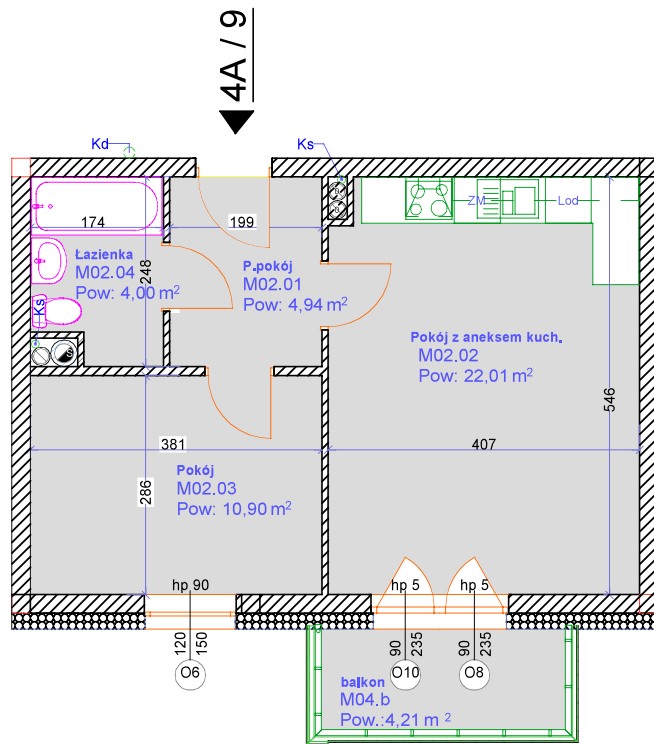 4A / 9
Kd
Ks
174
199
ZM
Lod
Łazienka
M02.04
Pow: 4,00 m²
248
P.pokój
M02.01
Pow: 4,94 m²
Ks
Pokój z aneksem kuch.
M02.02
Pow: 22,01 m²
546
381
407
Pokój
M02.03
Pow: 10,90 m²
286
hp 90
hp 5
hp 5
120
150
90
235
90
235
O6
O10
O8
balkon
M04.b
Pow.:4,21 m ²